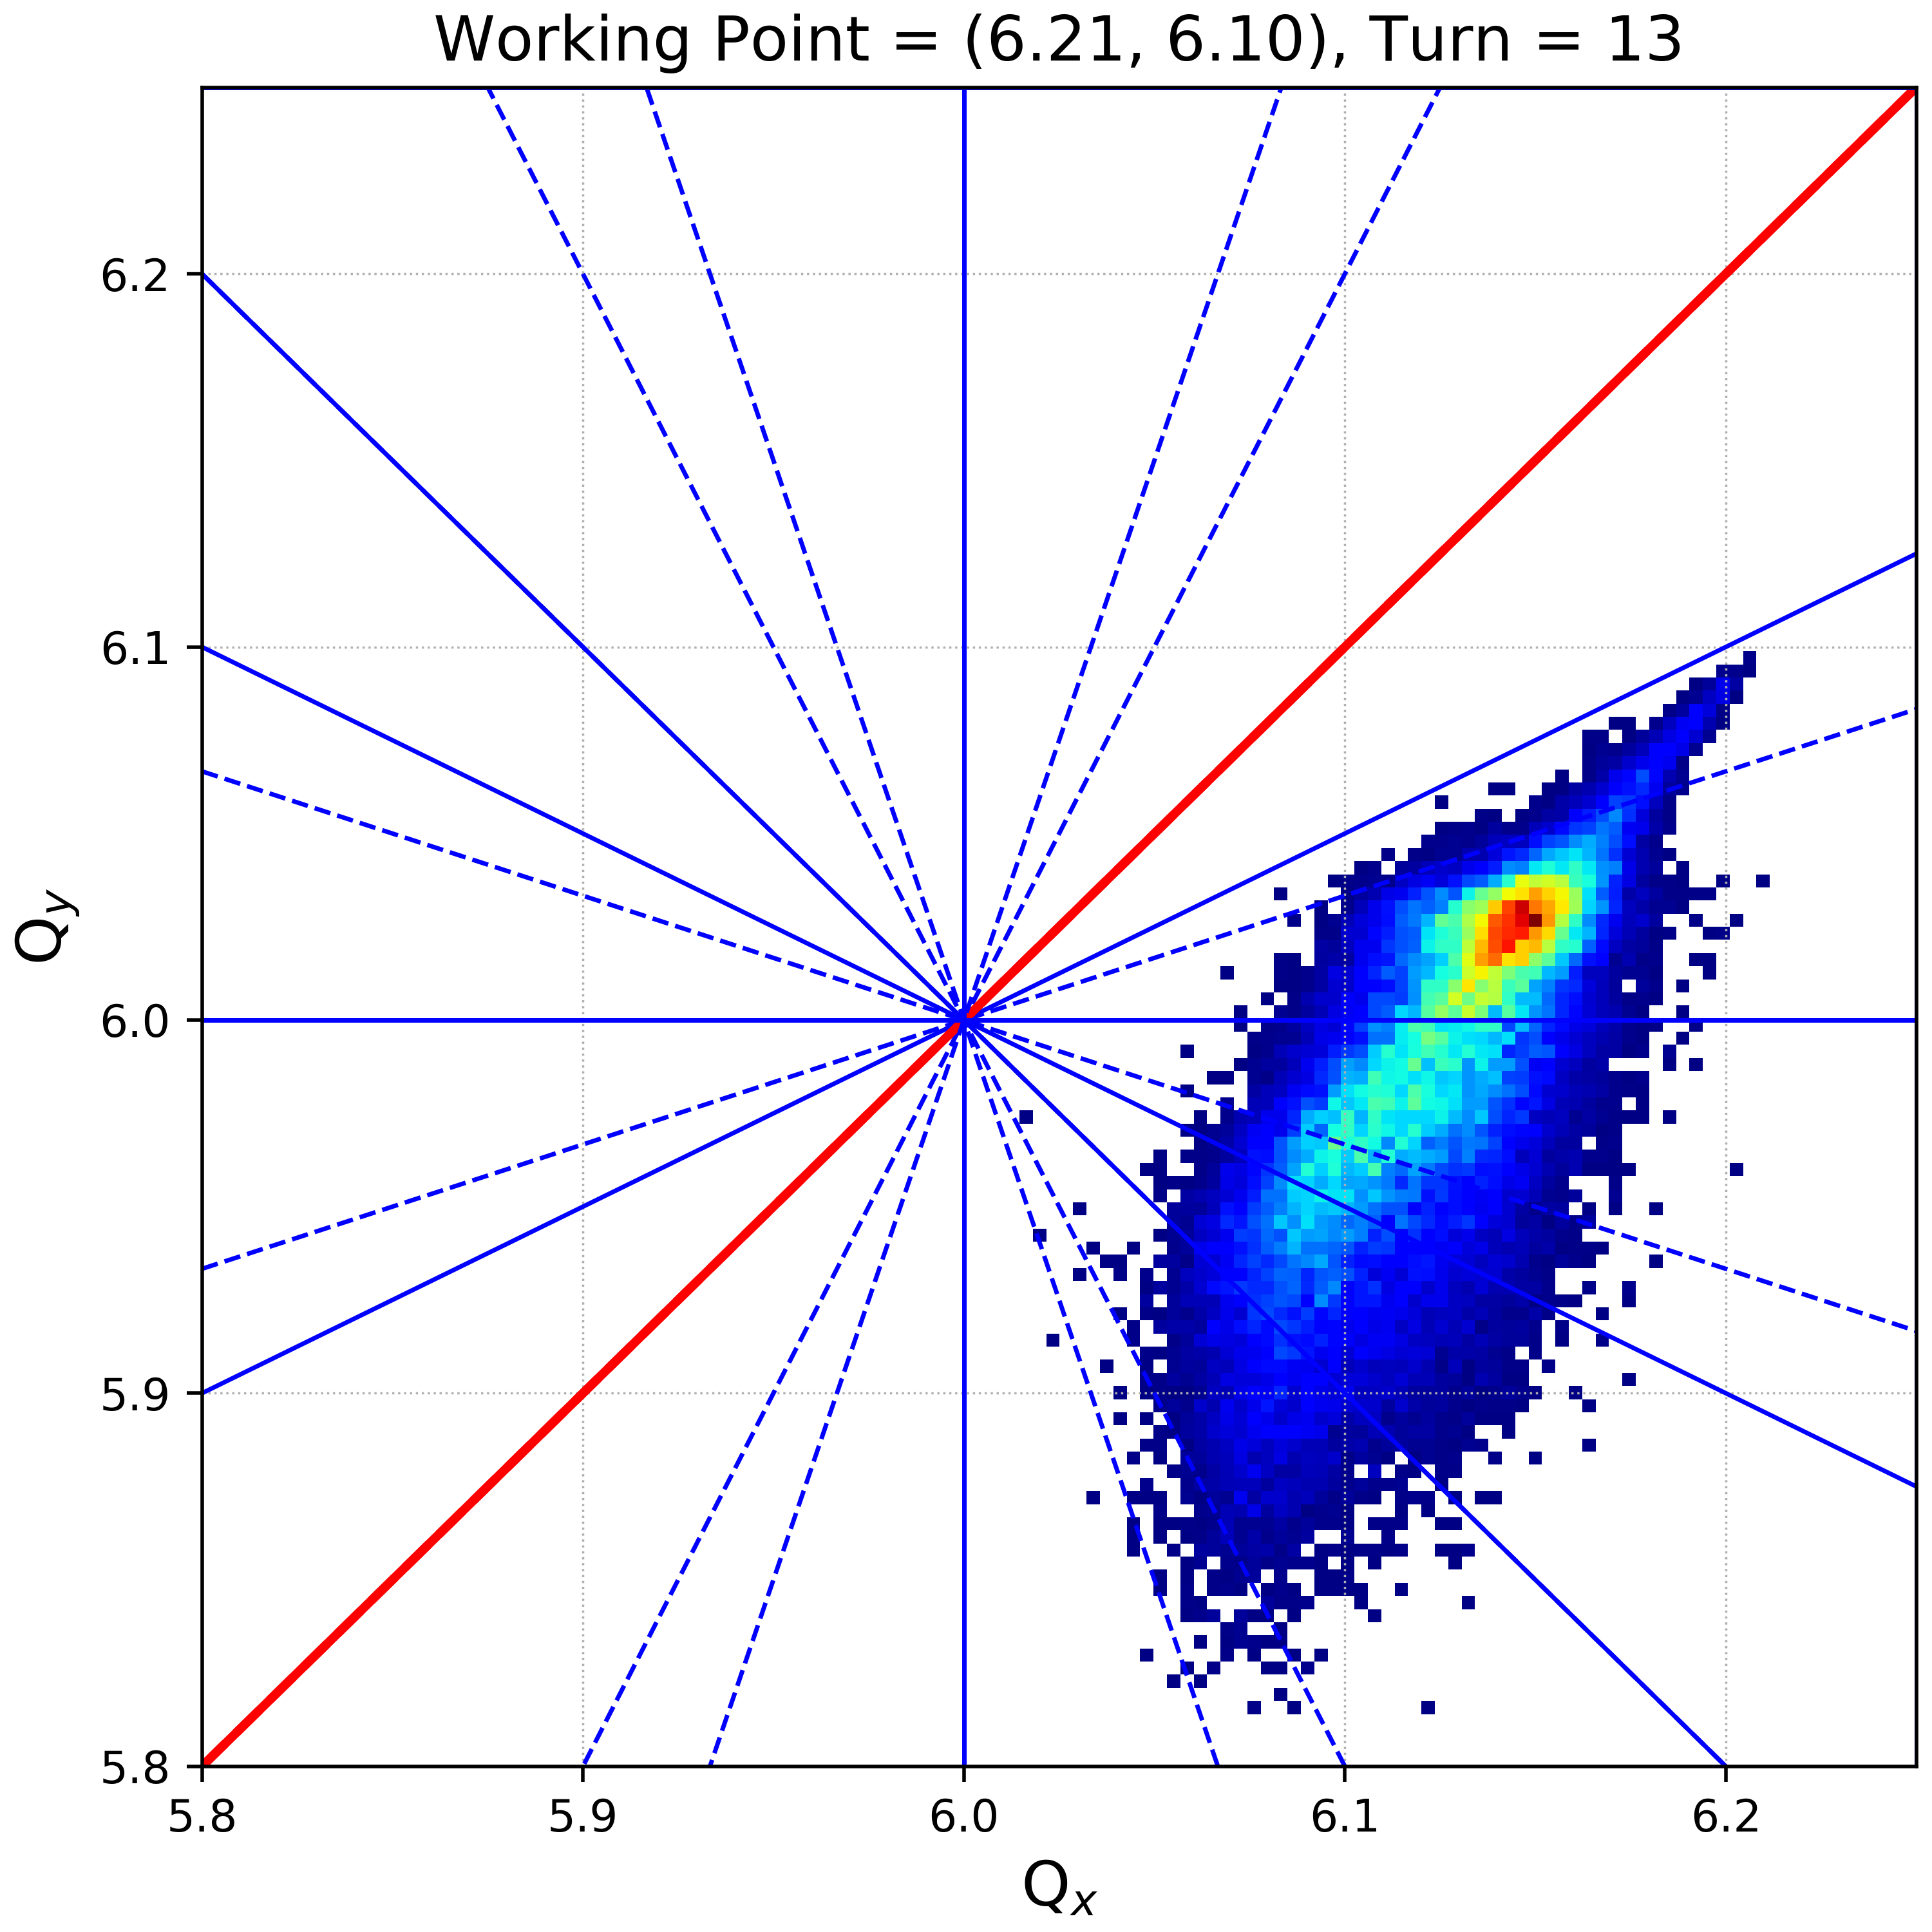 Working Point = (6.21, 6.10), Turn = 13
6.2
6.1
6.0
5.9
5.8
Qy
5.8 5.9 6.0 6.1 6.2
Qx